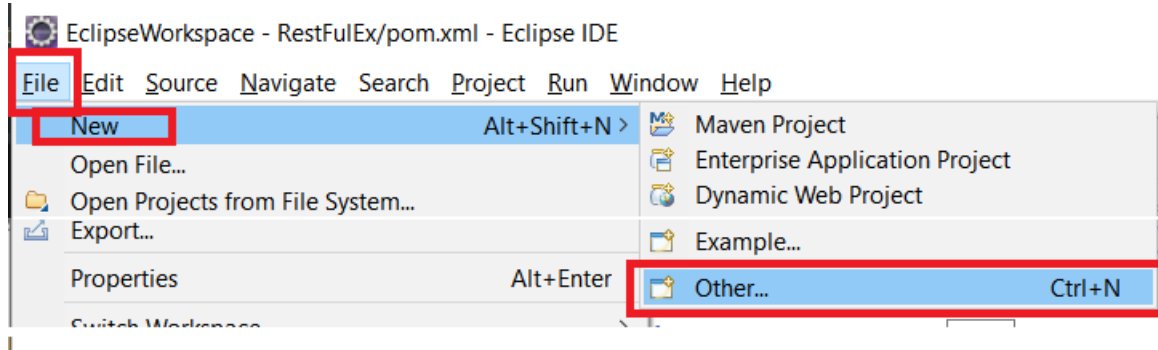 EclipseWorkspace - RestFulEx/pom.xml - Eclipse IDE
File Edit Source Navigate Search Project Run Window Help
New Alt+Shift+N >
Open File...
Open Projects from File System...
Export...
Properties Alt+Enter
Switch Workspace
Maven Project
Enterprise Application Project
Dynamic Web Project
Example...
Other... Ctrl+N